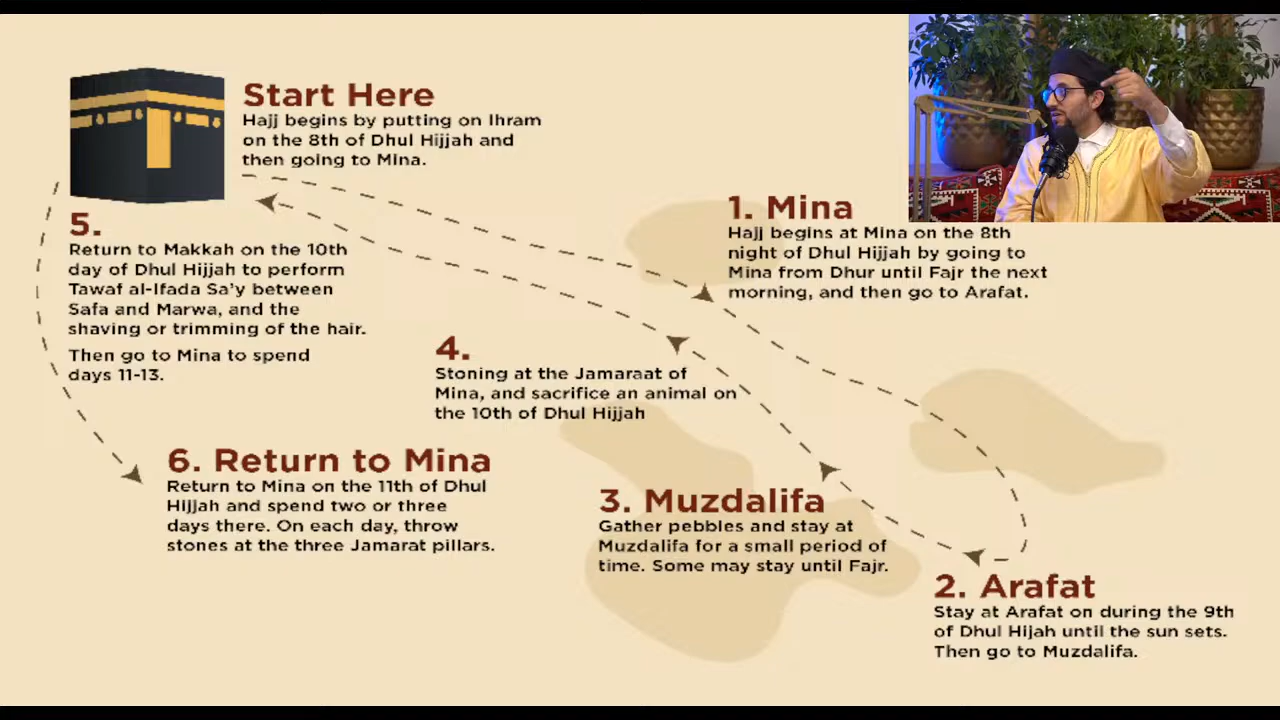 Start Here
Hajj begins by putting on Ihram
on the 8th of Dhul Hijjah and
then going to Mina.
1. Mina
Hajj begins at Mina on the 8th
night of Dhul Hijjah by going to
Mina from Dhur until Fajr the next
morning, and then go to Arafat.
2. Arafat
Stay at Arafat on during the 9th
of Dhul Hijah until the sun sets.
Then go to Muzdalifa.
3. Muzdalifa
Gather pebbles and stay at
Muzdalifa for a small period of
time. Some may stay until Fajr.
4.
Stoning at the Jamaraat of
Mina, and sacrifice an animal on
the 10th of Dhul Hijjah
5.
Return to Makkah on the 10th
day of Dhul Hijjah to perform
Tawaf al-Ifada Sa'y between
Safa and Marwa, and the
shaving or trimming of the hair.
Then go to Mina to spend
days 11-13.
6. Return to Mina
Return to Mina on the 11th of Dhul
Hijjah and spend two or three
days there. On each day, throw
stones at the three Jamarat pillars.